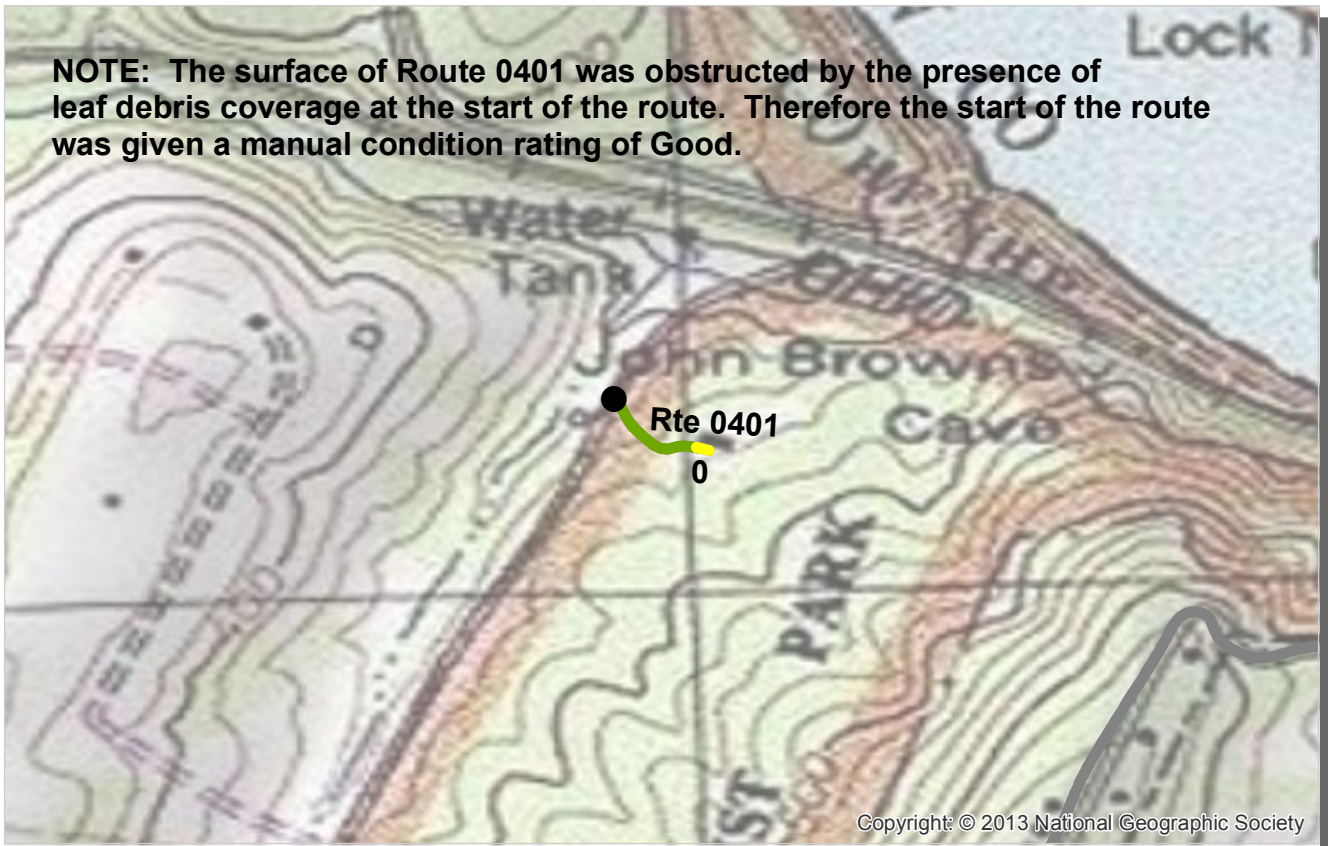 Lock
NOTE: The surface of Route 0401 was obstructed by the presence of
leaf debris coverage at the start of the route. Therefore the start of the route
was given a manual condition rating of Good.
Water
Tank
OHIO
John Browns
Cave
Rte 0401
0
PARK
Copyright: © 2013 National Geographic Society